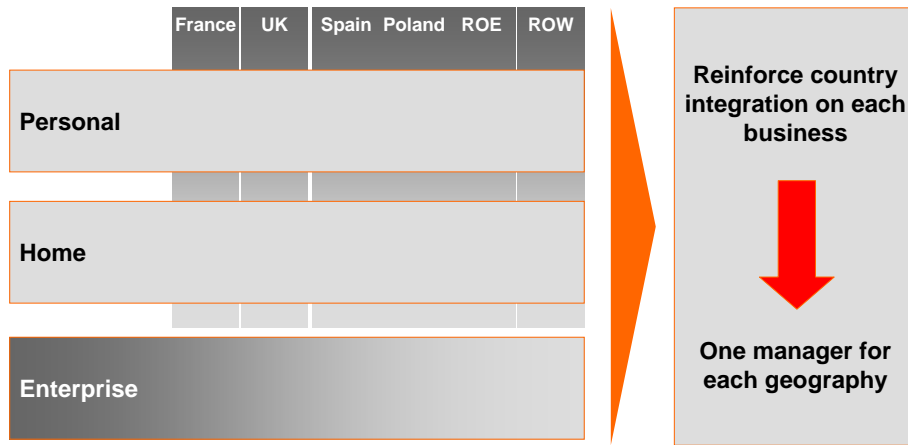 France UK Spain Poland ROE ROW
Personal
Home
Enterprise
Reinforce country
integration on each
business
One manager for
each geography